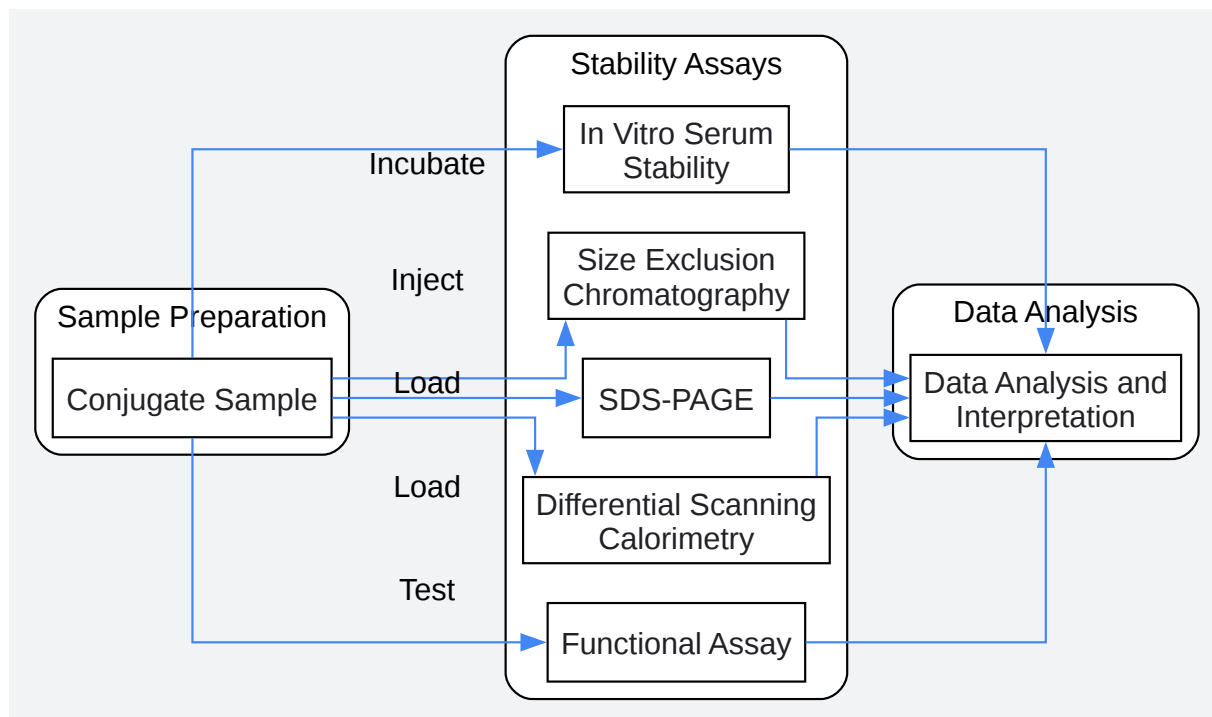 Stability Assays
In Vitro Serum
Stability
Incubate
Size Exclusion
Chromatography
Inject
Sample Preparation
Conjugate Sample
Load
SDS-PAGE
Data Analysis
Data Analysis and
Interpretation
Load
Differential Scanning
Calorimetry
Test
Functional Assay